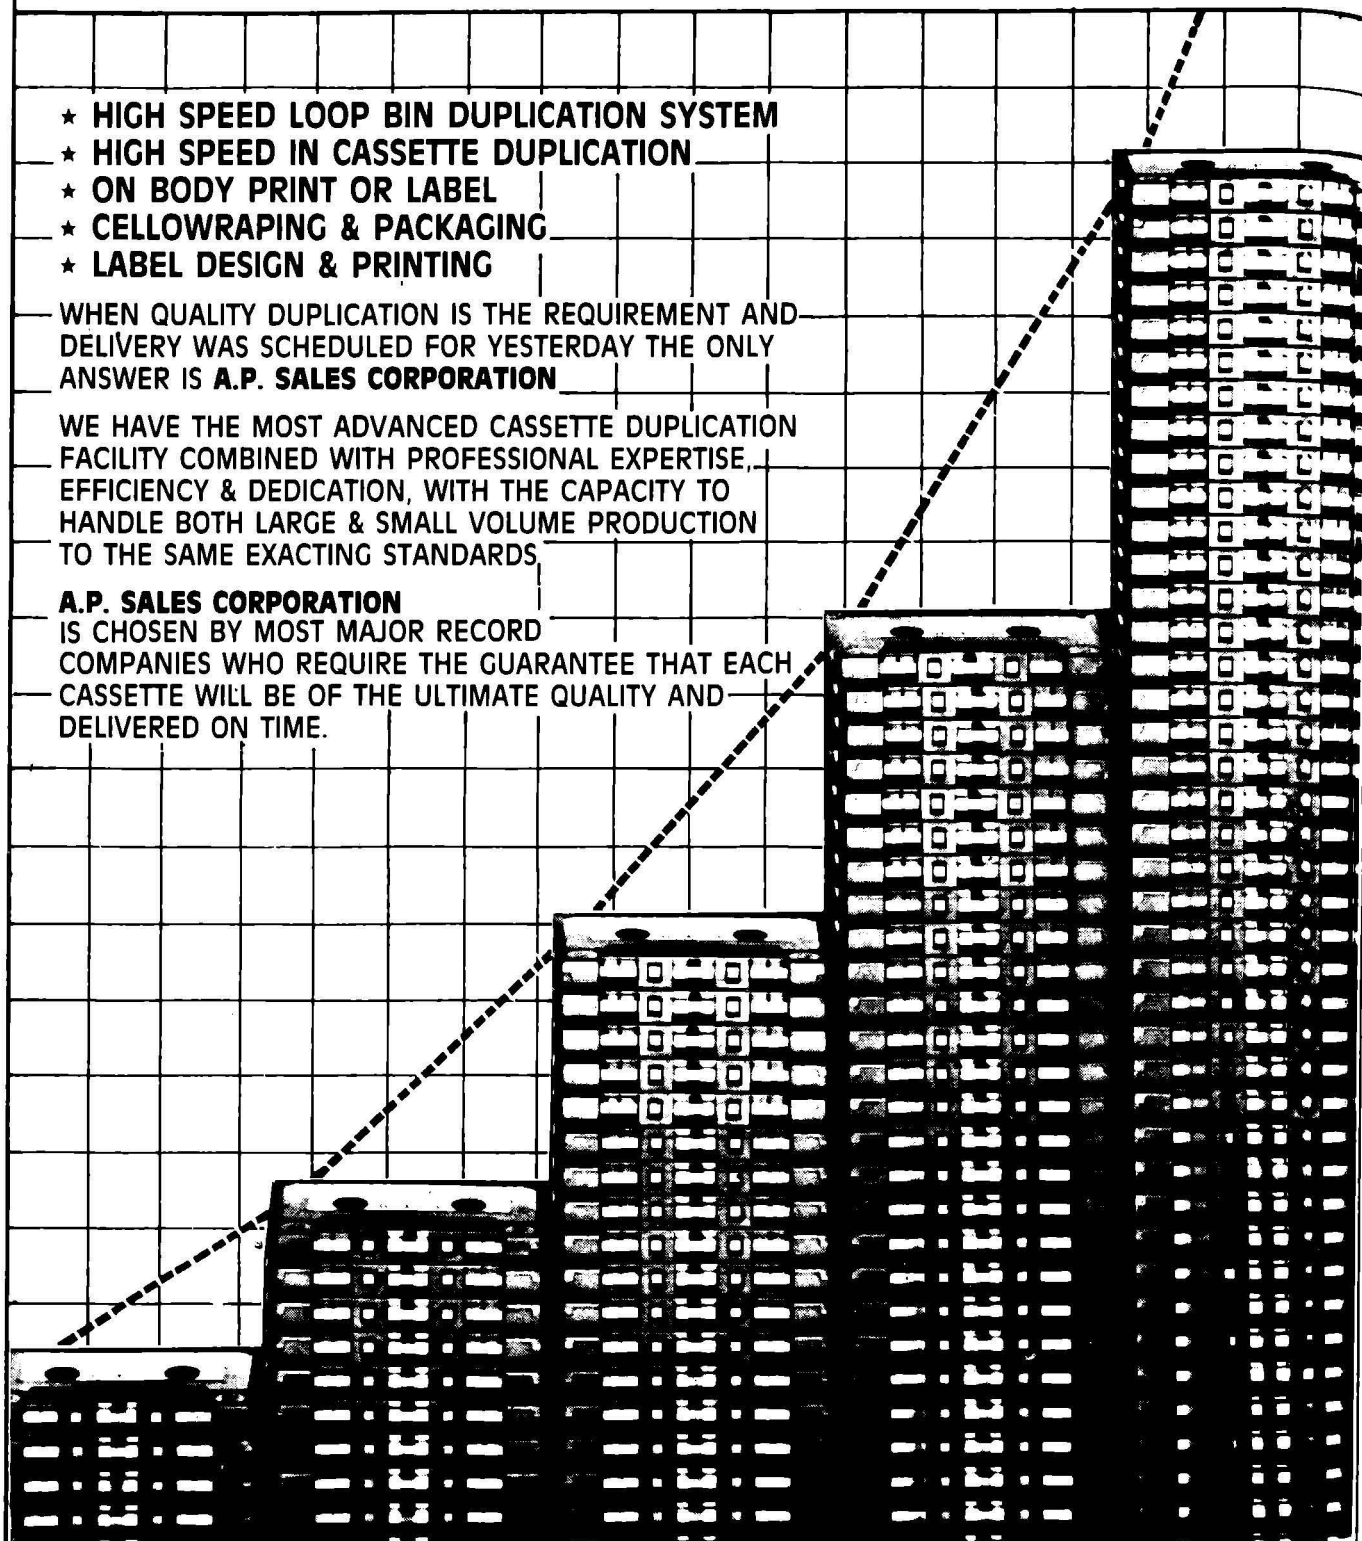 ★ HIGH SPEED LOOP BIN DUPLICATION SYSTEM
★ HIGH SPEED IN CASSETTE DUPLICATION
★ ON BODY PRINT OR LABEL
★ CELLOWRAPING & PACKAGING
★ LABEL DESIGN & PRINTING
WHEN QUALITY DUPLICATION IS THE REQUIREMENT AND
DELIVERY WAS SCHEDULED FOR YESTERDAY THE ONLY
ANSWER IS A.P. SALES CORPORATION
WE HAVE THE MOST ADVANCED CASSETTE DUPLICATION
FACILITY COMBINED WITH PROFESSIONAL EXPERTISE,
EFFICIENCY & DEDICATION, WITH THE CAPACITY TO
HANDLE BOTH LARGE & SMALL VOLUME PRODUCTION
TO THE SAME EXACTING STANDARDS
A.P. SALES CORPORATION
IS CHOSEN BY MOST MAJOR RECORD
COMPANIES WHO REQUIRE THE GUARANTEE THAT EACH
CASSETTE WILL BE OF THE ULTIMATE QUALITY AND
DELIVERED ON TIME.